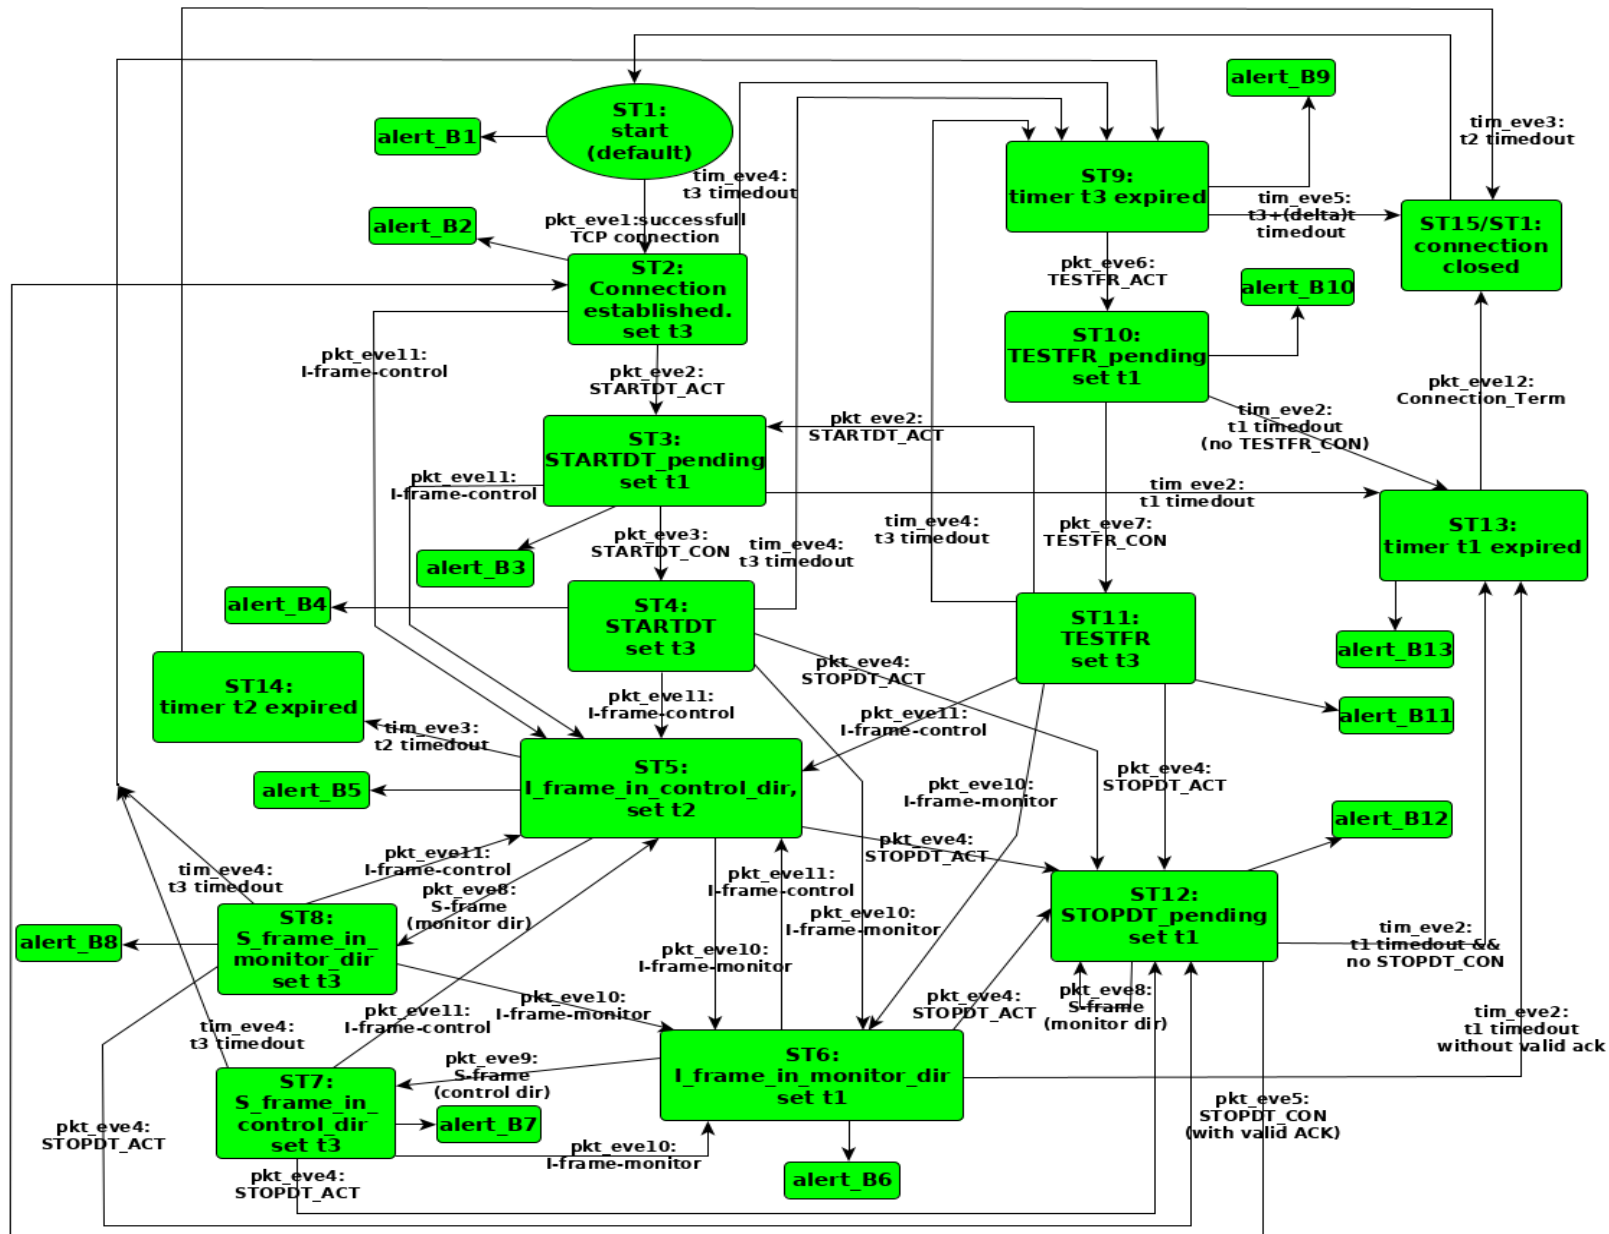 ST1:
start
(default)
alert_B1
alert_B9
tim_eve3:
t2 timedout
tim_eve4:
t3 timedout
ST9:
timer t3 expired
tim_eve5:
t3+(delta)t
timedout
ST15/ST1:
connection
closed
alert_B2
pkt_eve1:successfull
TCP connection
ST2:
Connection
established.
set t3
pkt_eve6:
TESTFR_ACT
alert_B10
ST10:
TESTFR_pending
set t1
pkt_eve11:
I-frame-control
pkt_eve2:
STARTDT_ACT
pkt_eve12:
Connection_Term
tim_eve2:
t1 timedout
(no TESTFR_CON)
pkt_eve2:
STARTDT_ACT
ST3:
STARTDT_pending
set t1
pkt_eve11:
I-frame-control
tim_eve2:
t1 timedout
ST13:
timer t1 expired
pkt_eve3:
STARTDT_CON
tim_eve4:
t3 timedout
tim_eve4:
t3 timedout
pkt_eve7:
TESTFR_CON
alert_B3
alert_B4
ST4:
STARTDT
set t3
ST11:
TESTFR
set t3
alert_B13
ST14:
timer t2 expired
pkt_eve4:
STOPDT_ACT
pkt_eve11:
I-frame-control
pkt_eve11:
I-frame-control
alert_B11
tim_eve3:
t2 timedout
ST5:
I_frame_in_control_dir,
set t2
alert_B5
pkt_eve10:
I-frame-monitor
pkt_eve4:
STOPDT_ACT
alert_B12
pkt_eve4:
STOPDT_ACT
tim_eve4:
t3 timedout
pkt_eve11:
I-frame-control
pkt_eve8:
S-frame
(monitor dir)
pkt_eve11:
I-frame-control
pkt_eve10:
I-frame-monitor
ST12:
STOPDT_pending
set t1
ST8:
S_frame_in_
monitor_dir
set t3
alert_B8
pkt_eve10:
I-frame-monitor
tim_eve2:
t1 timedout &&
no STOPDT_CON
pkt_eve10:
I-frame-monitor
pkt_eve4:
STOPDT_ACT
pkt_eve8:
S-frame
(monitor dir)
tim_eve4:
t3 timedout
pkt_eve11:
I-frame-control
tim_eve2:
t1 timedout
without valid ack
pkt_eve9:
S-frame
(control dir)
ST6:
I_frame_in_monitor_dir
set t1
ST7:
S_frame_in_
control_dir
set t3
alert_B7
pkt_eve4:
STOPDT_ACT
pkt_eve5:
STOPDT_CON
(with valid ACK)
pkt_eve10:
I-frame-monitor
pkt_eve4:
STOPDT_ACT
alert_B6